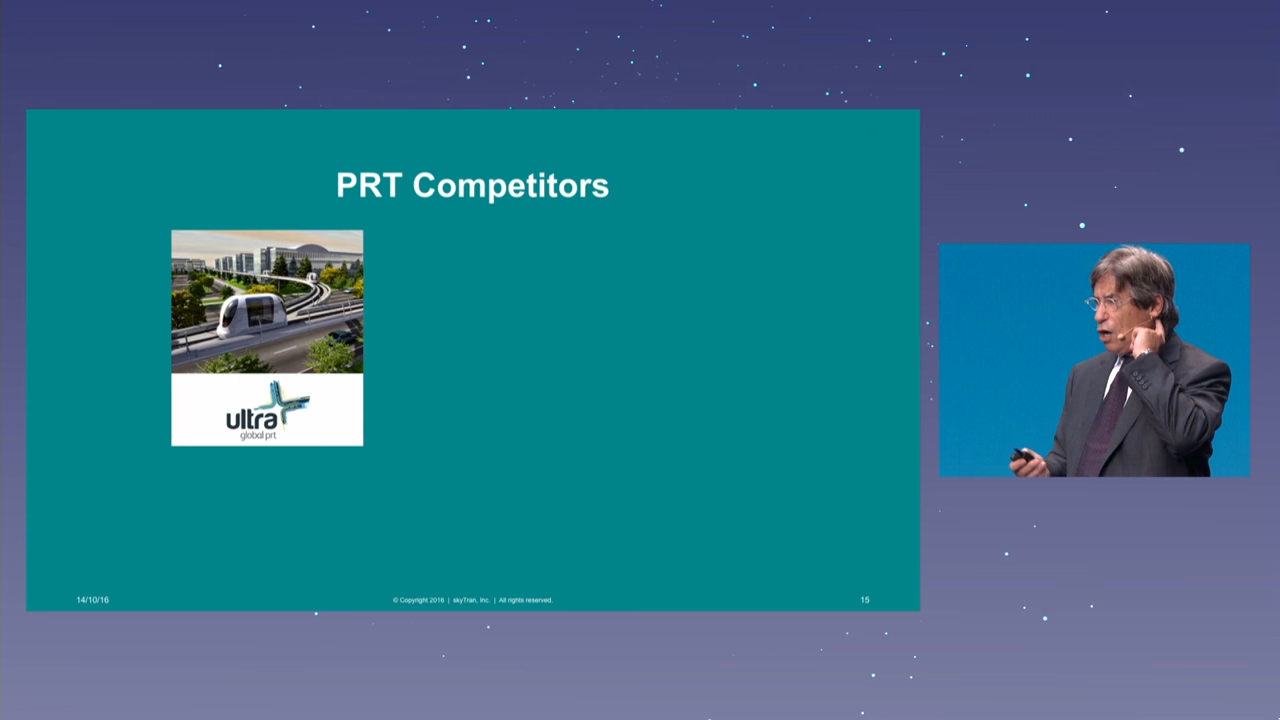 PRT Competitors
ultra
global prt
14/10/16
© Copyright 2016 | skyTran, Inc. | All rights reserved.
15